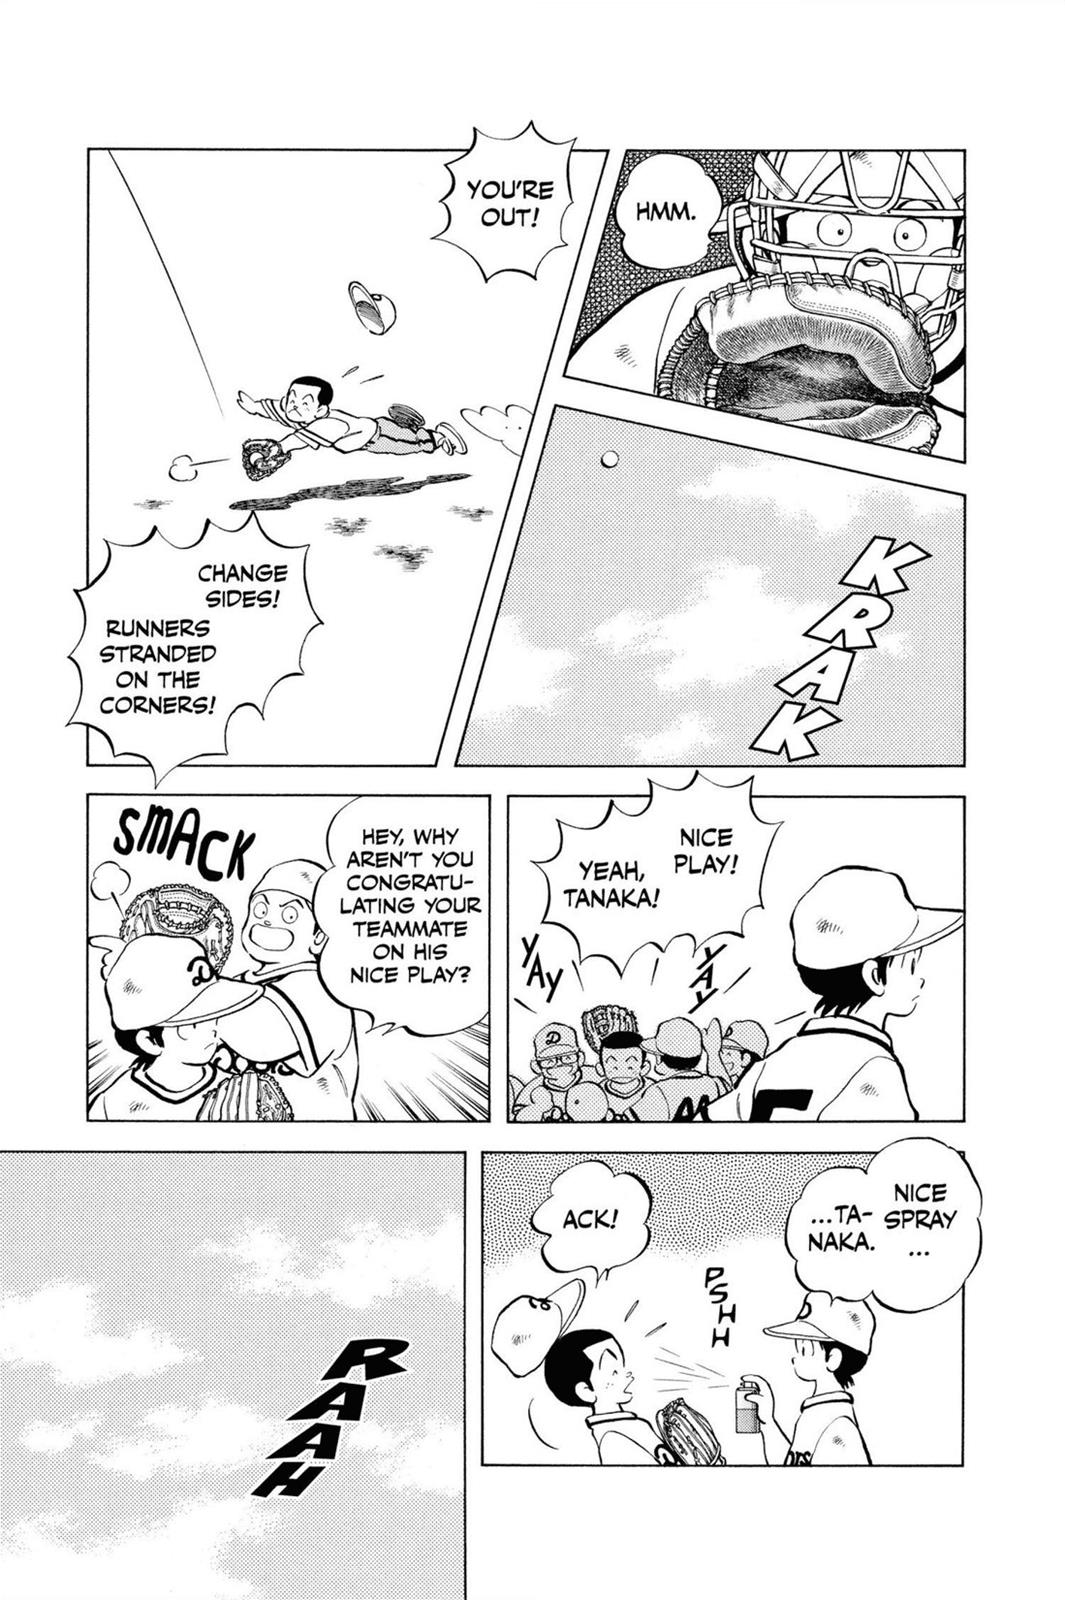 HMM.
KRAK
YOU'RE
OUT!
CHANGE
SIDES!
RUNNERS
STRANDED
ON THE
CORNERS!
NICE
PLAY!
YEAH,
TANAKA!
YAY
YAY
D
M
5
SMACK
D
HEY, WHY
AREN'T YOU
CONGRATU-
LATING YOUR
TEAMMATE
ON HIS
NICE PLAY?
NICE
SPRAY
...
...TA-
NAKA.
PSHH
ACK!
D
D
D
ors
RAAH